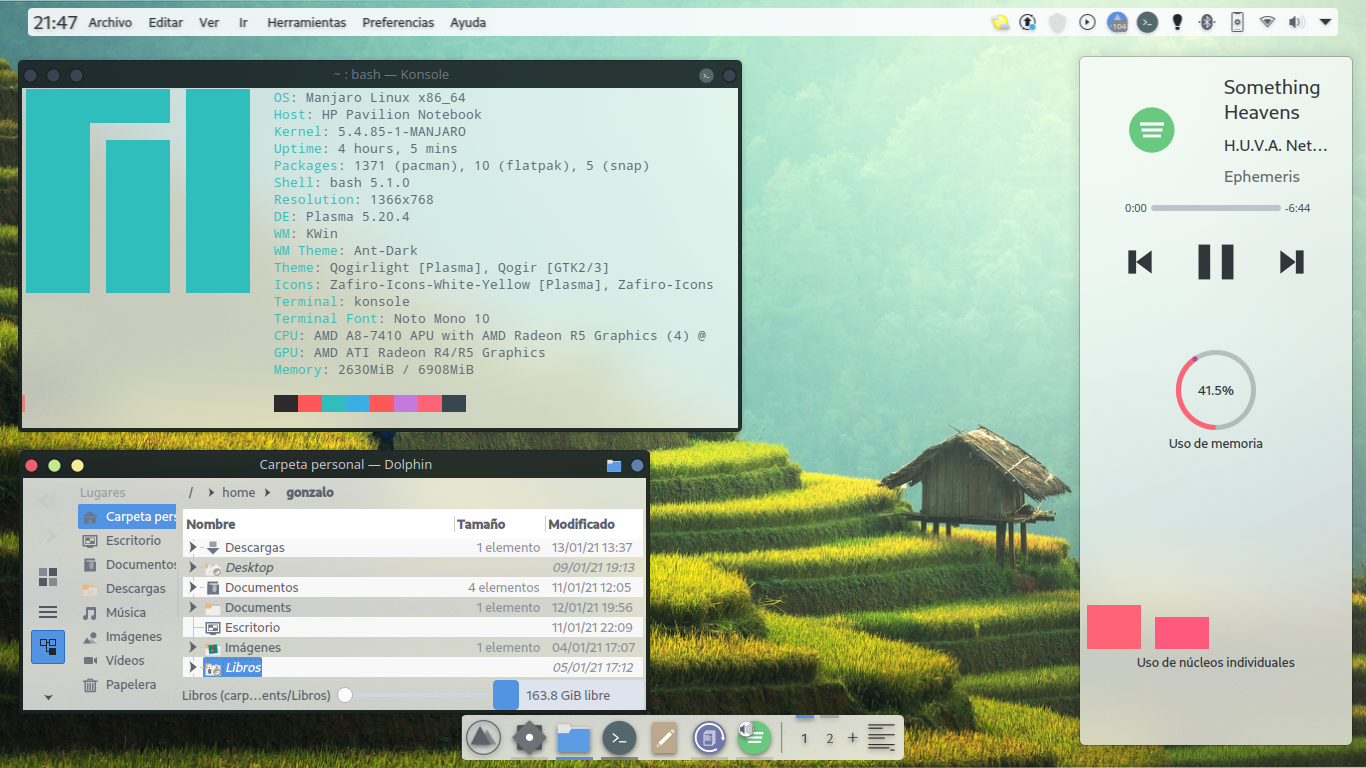 21:47 Archivo Editar Ver Ir Herramientas Preferencias Ayuda
104
~ : bash — Konsole
OS: Manjaro Linux x86_64
Host: HP Pavilion Notebook
Kernel: 5.4.85-1-MANJARO
Uptime: 4 hours, 5 mins
Packages: 1371 (pacman), 10 (flatpak), 5 (snap)
Shell: bash 5.1.0
Resolution: 1366x768
DE: Plasma 5.20.4
WM: KWin
WM Theme: Ant-Dark
Theme: Qogirlight [Plasma], Qogir [GTK2/3]
Icons: Zafiro-Icons-White-Yellow [Plasma], Zafiro-Icons
Terminal: konsole
Terminal Font: Noto Mono 10
CPU: AMD A8-7410 APU with AMD Radeon R5 Graphics (4) @
GPU: AMD ATI Radeon R4/R5 Graphics
Memory: 2630MiB / 6908MiB
Something
Heavens
H.U.V.A. Net...
Ephemeris
0:00 -6:44
41.5%
Uso de memoria
Uso de núcleos individuales
Carpeta personal — Dolphin
Lugares
Carpeta pers
Escritorio
Documentos
Descargas
Música
Imágenes
Vídeos
Papelera
/ home gonzalo
Nombre Tamaño Modificado
Descargas 1 elemento 13/01/21 13:37
Desktop 09/01/21 19:13
Documentos 4 elementos 11/01/21 12:05
Documents 1 elemento 12/01/21 19:56
Escritorio 11/01/21 22:09
Imágenes 1 elemento 04/01/21 17:07
Libros 05/01/21 17:12
Libros (carp...ents/Libros) 163.8 GiB libre
1 2 +